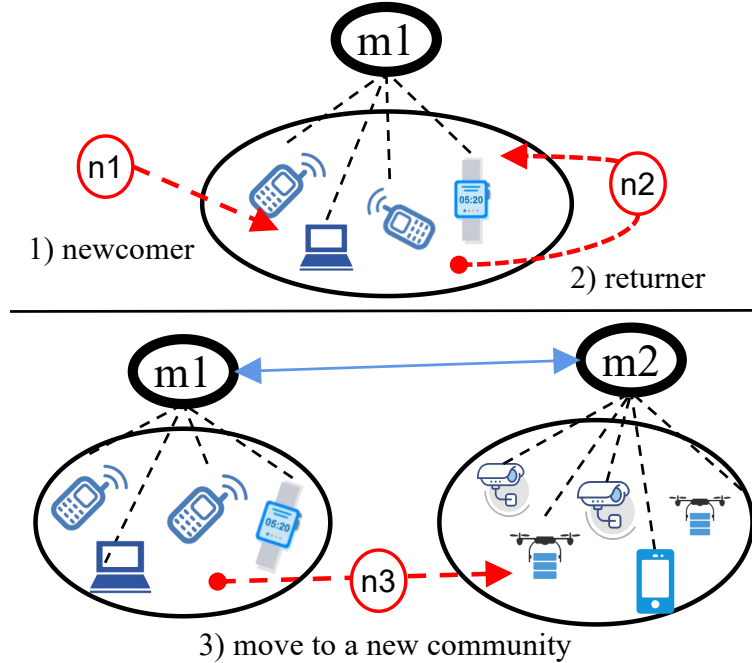 m1
n1
n2
05:20
1) newcomer
2) returner
m1
m2
05:20
n3
3) move to a new community